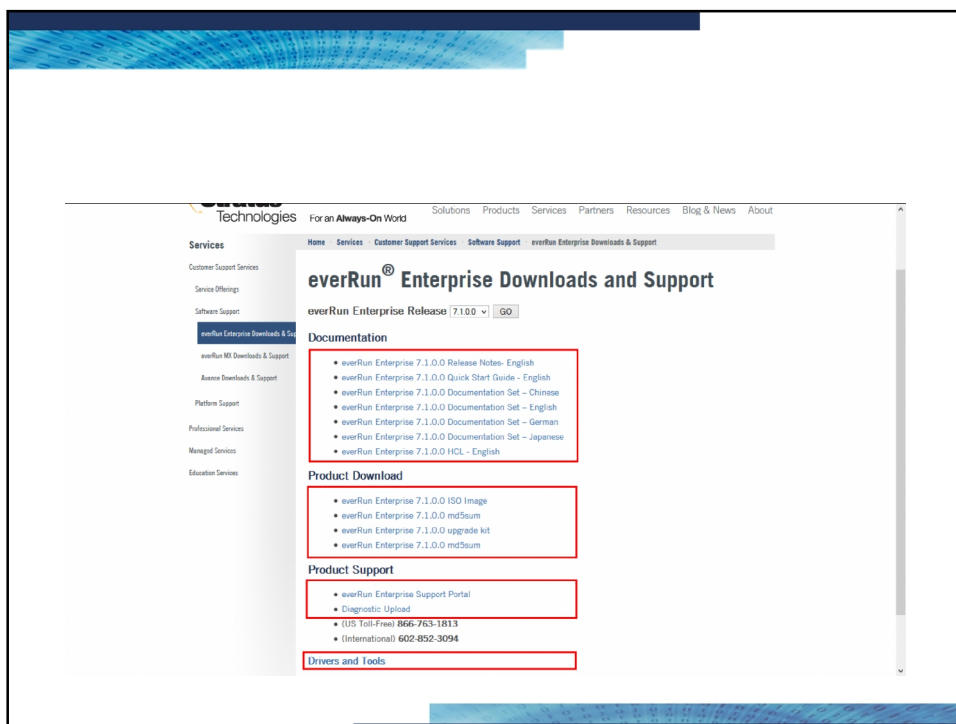 Technologies
For an Always-On World
Solutions Products Services Partners Resources Blog & News About
Services
Customer Support Services
Service Offerings
Software Support
everRun Enterprise Downloads & Sup
everRun MX Downloads & Support
Avance Downloads & Support
Platform Support
Professional Services
Managed Services
Education Services
Home Services Customer Support Services Software Support everRun Enterprise Downloads & Support
everRun® Enterprise Downloads and Support
everRun Enterprise Release 7.1.0.0 GO
Documentation
• everRun Enterprise 7.1.0.0 Release Notes- English
• everRun Enterprise 7.1.0.0 Quick Start Guide - English
• everRun Enterprise 7.1.0.0 Documentation Set – Chinese
• everRun Enterprise 7.1.0.0 Documentation Set – English
• everRun Enterprise 7.1.0.0 Documentation Set – German
• everRun Enterprise 7.1.0.0 Documentation Set – Japanese
• everRun Enterprise 7.1.0.0 HCL - English
Product Download
• everRun Enterprise 7.1.0.0 ISO Image
• everRun Enterprise 7.1.0.0 md5sum
• everRun Enterprise 7.1.0.0 upgrade kit
• everRun Enterprise 7.1.0.0 md5sum
Product Support
• everRun Enterprise Support Portal
• Diagnostic Upload
• (US Toll-Free) 866-763-1813
• (International) 602-852-3094
Drivers and Tools